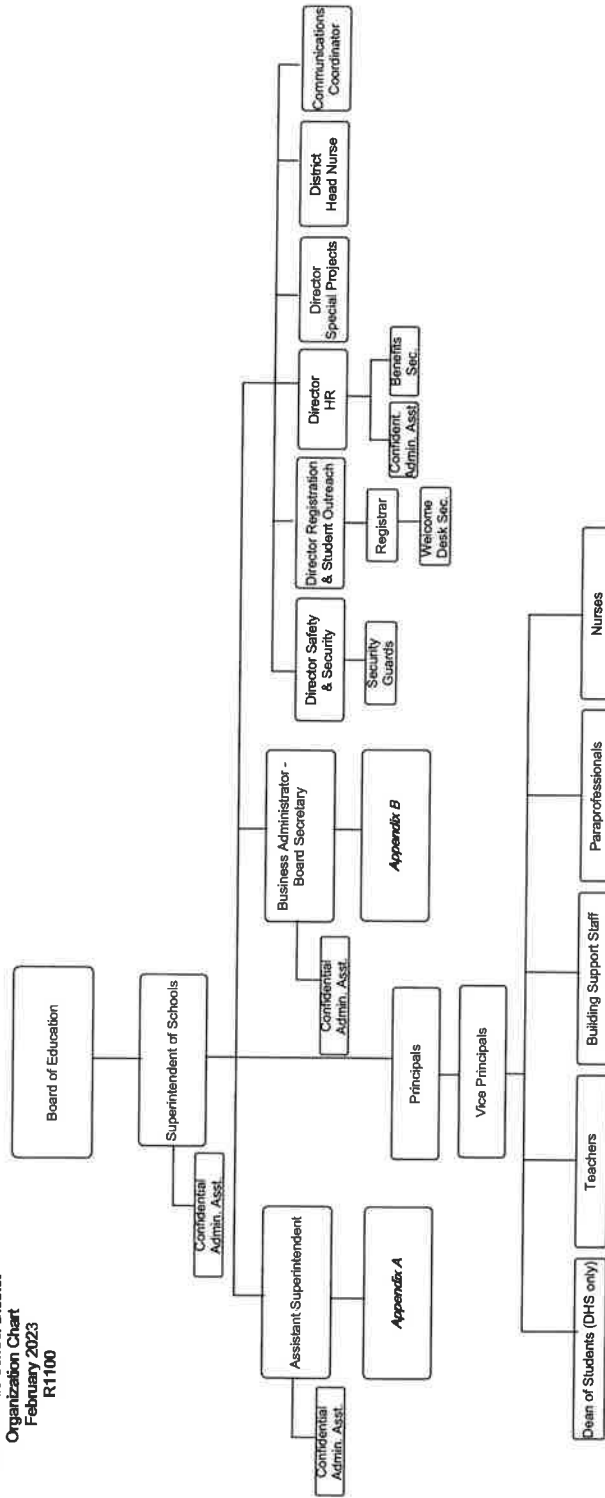 Organization Chart
February 2023
R1100
Board of Education
Superintendent of Schools
Confidential
Admin. Asst.
Assistant Superintendent
Confidential
Admin. Asst.
Appendix A
Business Administrator -
Board Secretary
Confidential
Admin. Asst.
Appendix B
Director Safety
& Security
Security
Guards
Director Registration
& Student Outreach
Registrar
Welcome
Desk Sec.
Director
HR
Confident.
Admin. Asst
Benefits
Sec.
Director
Special Projects
District
Head Nurse
Communications
Coordinator
Principals
Vice Principals
Dean of Students (DHS only)
Teachers
Building Support Staff
Paraprofessionals
Nurses